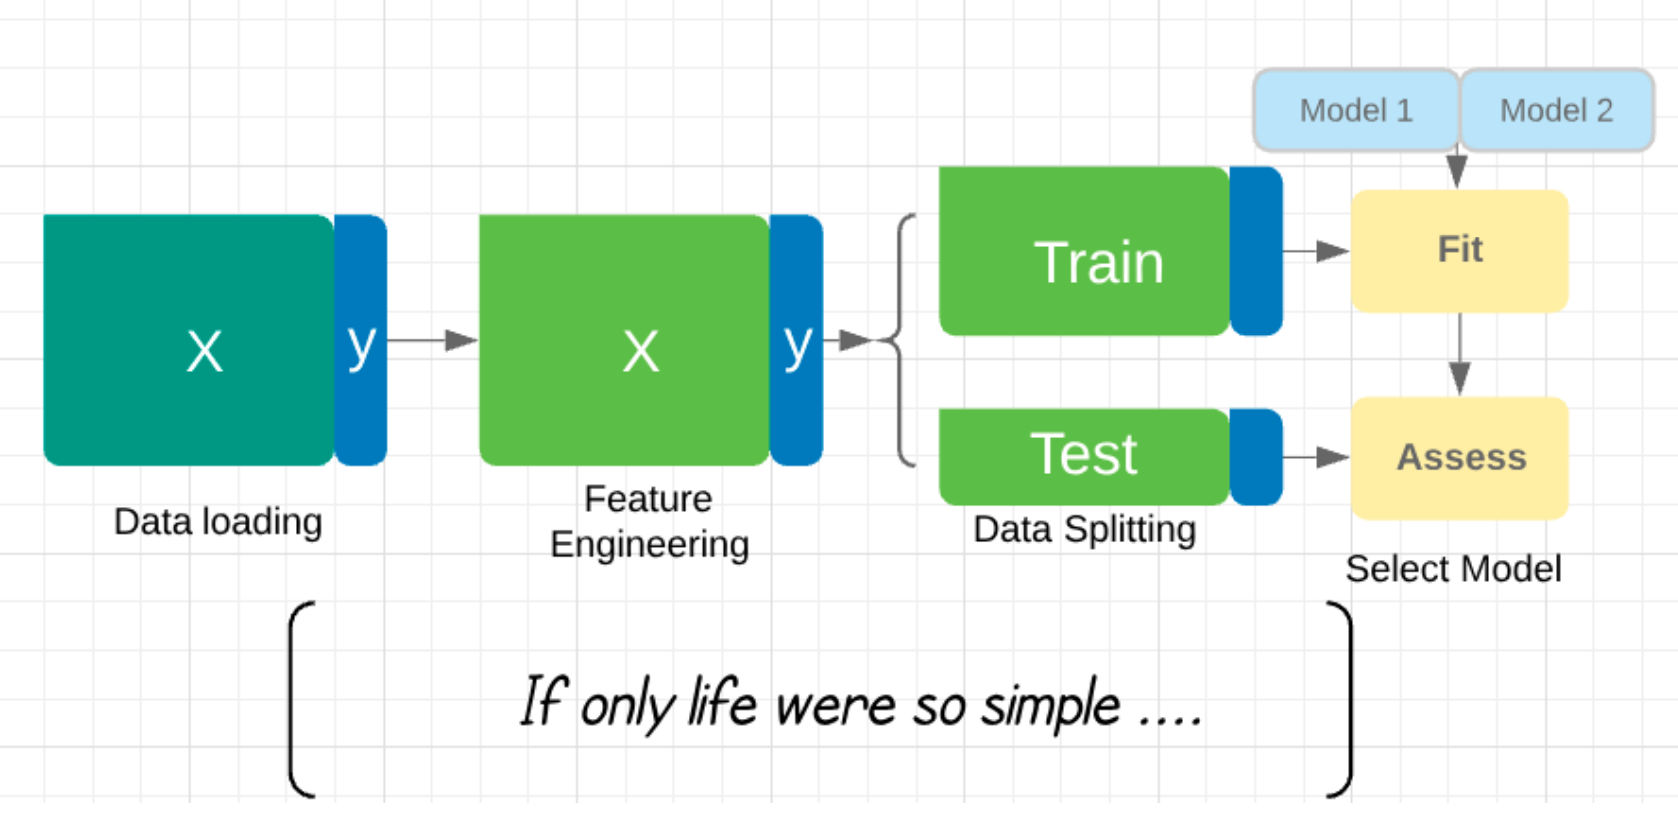 Model 1
Model 2
X
y
X
y
Train
Fit
Test
Assess
Data loading
Feature
Engineering
Data Splitting
Select Model
If only life were so simple ....